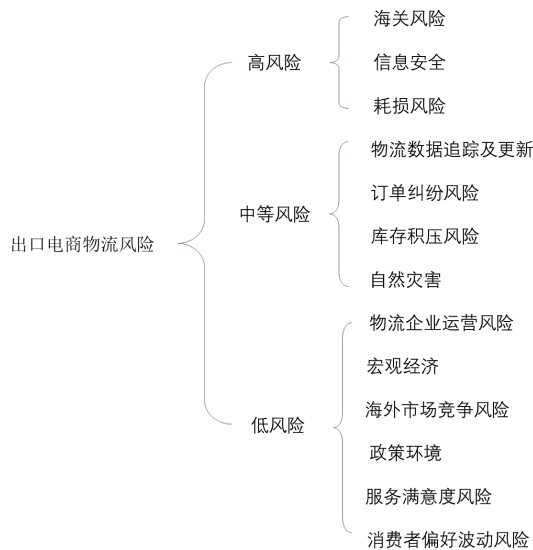 出口电商物流风险
高风险
海关风险
信息安全
耗损风险
中等风险
物流数据追踪及更新
订单纠纷风险
库存积压风险
自然灾害
低风险
物流企业运营风险
宏观经济
海外市场竞争风险
政策环境
服务满意度风险
消费者偏好波动风险